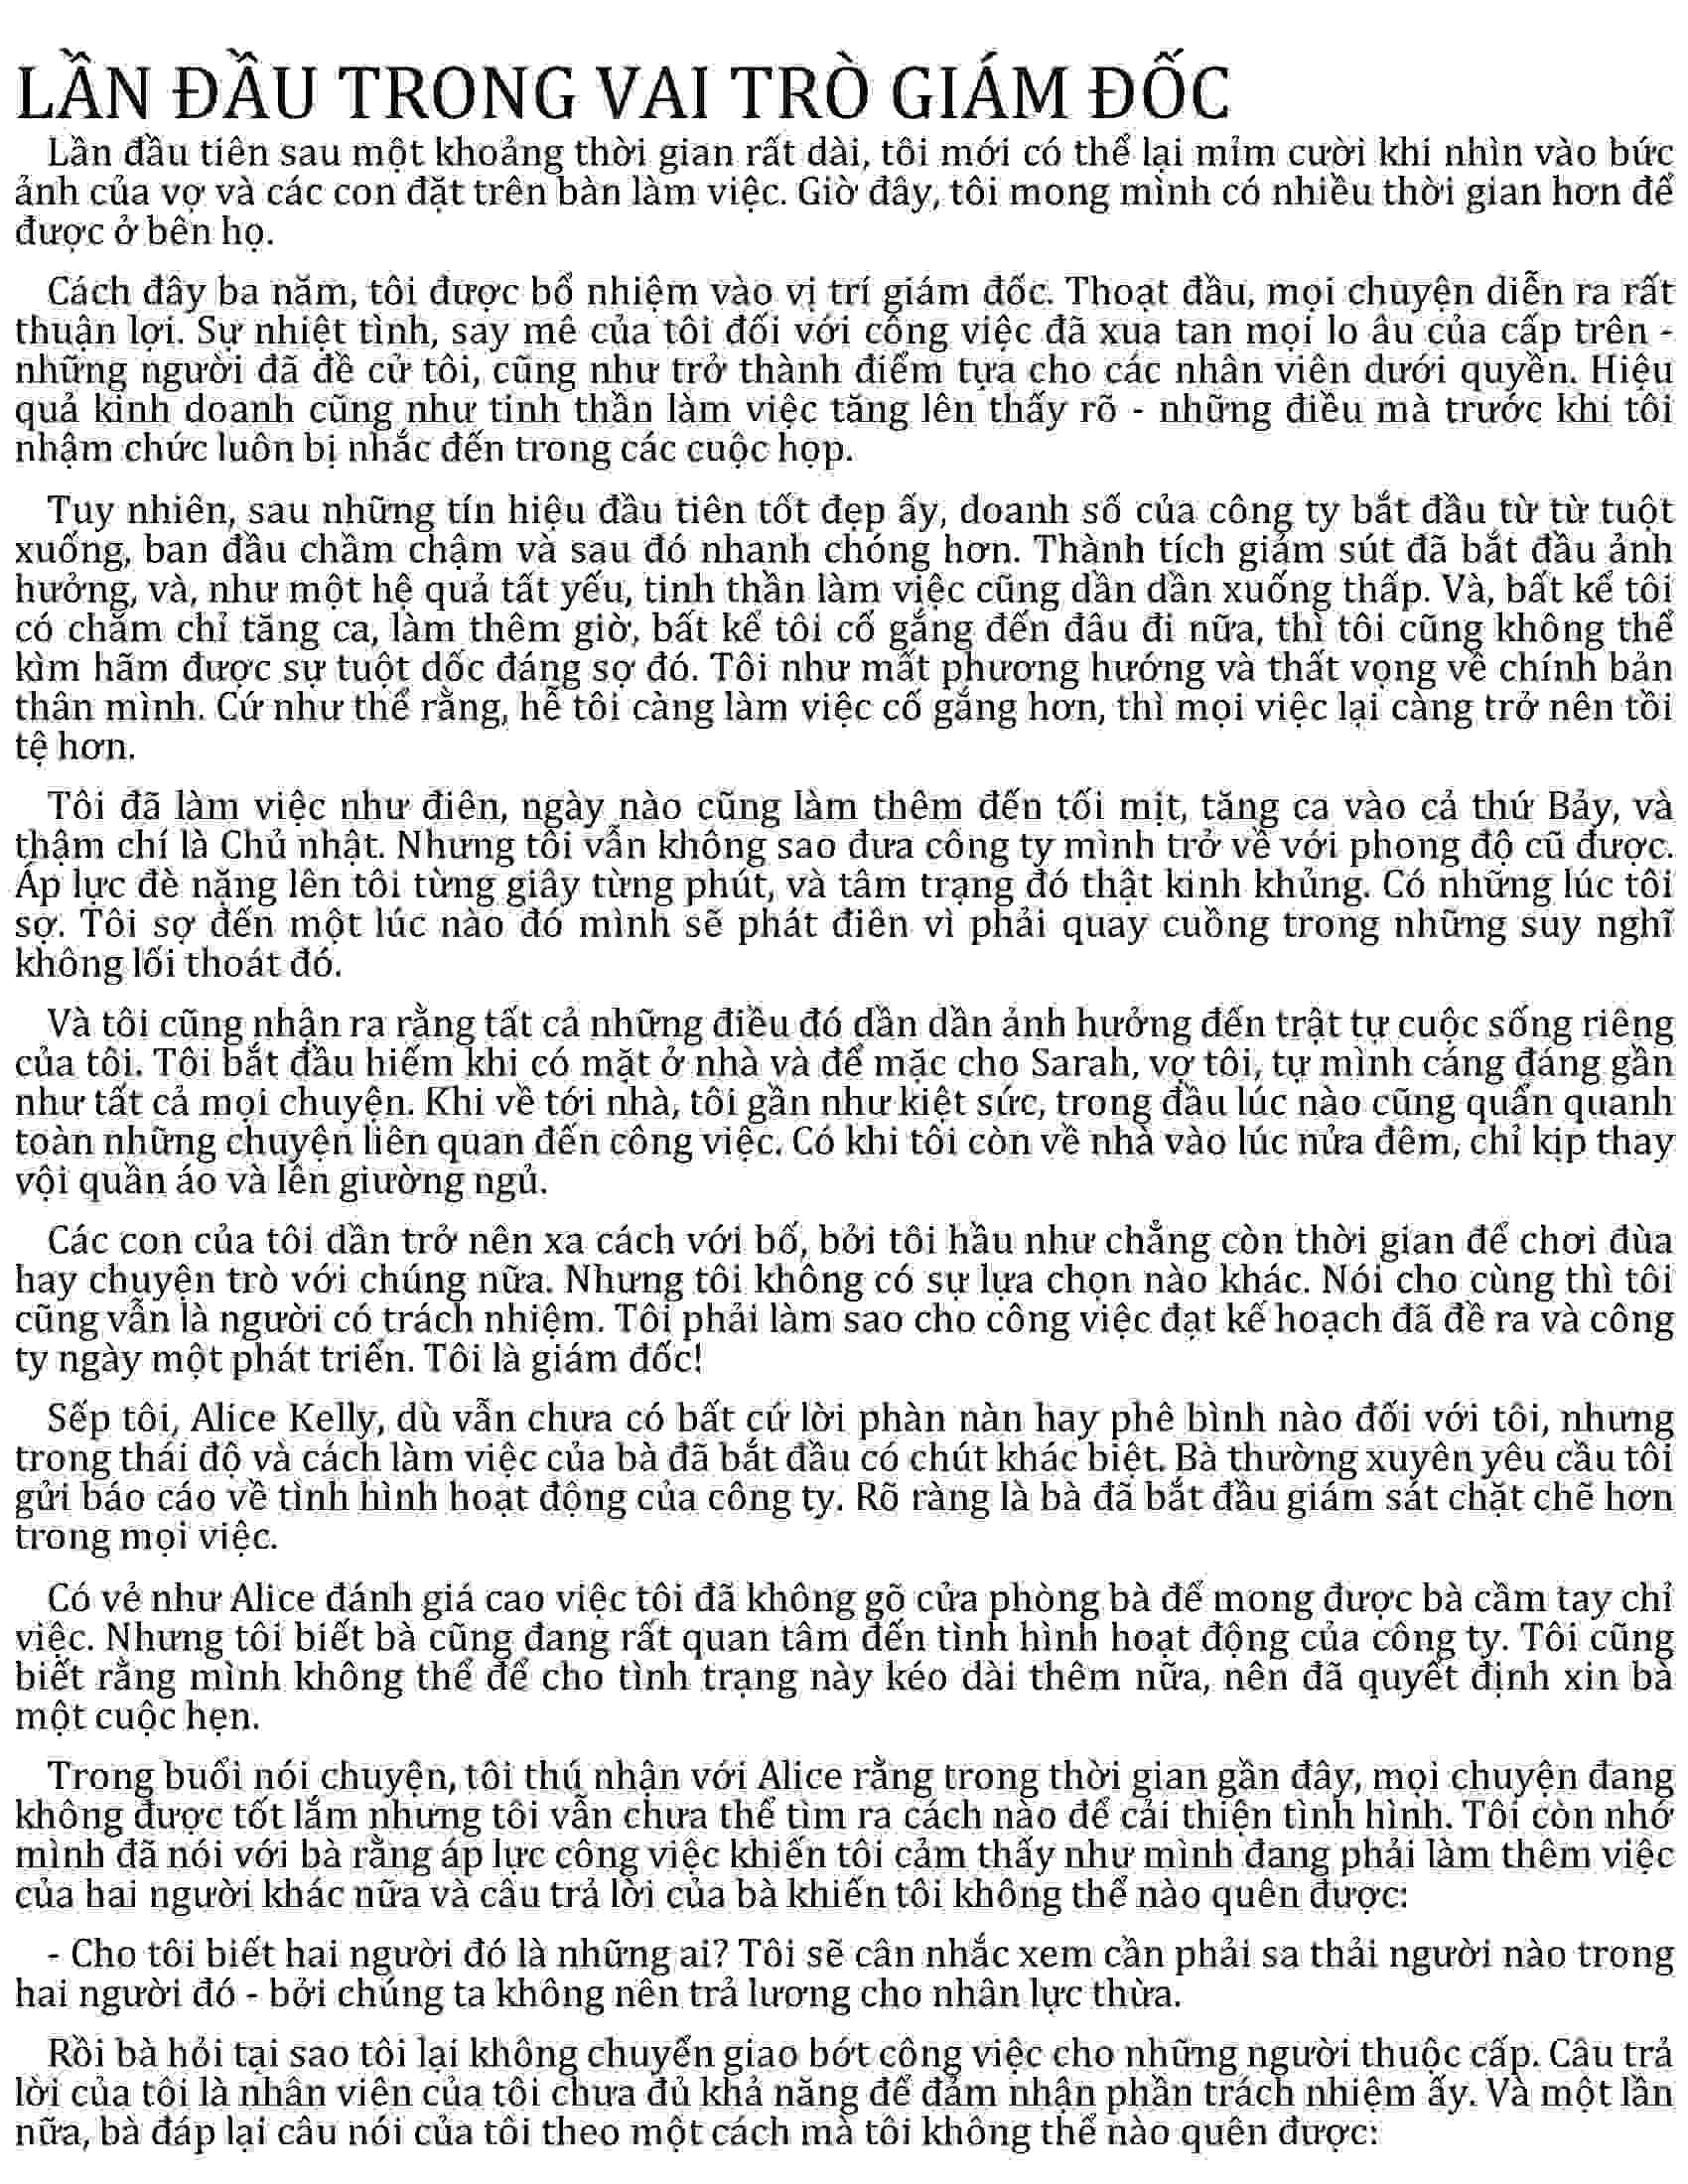 LẦN ĐẦU TRONG VAI TRÒ GIÁM ĐỐC
Lần đầu tiên sau một khoảng thời gian rất dài, tôi mới có thể lại mỉm cười khi nhìn vào bức
ảnh của vợ và các con đặt trên bàn làm việc. Giờ đây, tôi mong mình có nhiều thời gian hơn để
được ở bên họ.
Cách đây ba năm, tôi được bổ nhiệm vào vị trí giám đốc. Thoạt đầu, mọi chuyện diễn ra rất
thuận lợi. Sự nhiệt tình, say mê của tôi đối với công việc đã xua tan mọi lo âu của cấp trên -
những người đã đề cử tôi, cũng như trở thành điểm tựa cho các nhân viên dưới quyền. Hiệu
quả kinh doanh cũng như tinh thần làm việc tăng lên thấy rõ - những điều mà trước khi tôi
nhậm chức luôn bị nhắc đến trong các cuộc họp.
Tuy nhiên, sau những tín hiệu đầu tiên tốt đẹp ấy, doanh số của công ty bắt đầu từ từ tuột
xuống, ban đầu chầm chậm và sau đó nhanh chóng hơn. Thành tích giảm sút đã bắt đầu ảnh
hưởng, và, như một hệ quả tất yếu, tinh thần làm việc cũng dần dần xuống thấp. Và, bất kể tôi
có chăm chỉ tăng ca, làm thêm giờ, bất kể tôi cố gắng đến đâu đi nữa, thì tôi cũng không thể
kìm hãm được sự tuột dốc đáng sợ đó. Tôi như mất phương hướng và thất vọng về chính bản
thân mình. Cứ như thể rằng, hễ tôi càng làm việc cố gắng hơn, thì mọi việc lại càng trở nên tồi
tệ hơn.
Tôi đã làm việc như điên, ngày nào cũng làm thêm đến tối mịt, tăng ca vào cả thứ Bảy, và
thậm chí là Chủ nhật. Nhưng tôi vẫn không sao đưa công ty mình trở về với phong độ cũ được.
Áp lực đè nặng lên tôi từng giây từng phút, và tâm trạng đó thật kinh khủng. Có những lúc tôi
sợ. Tôi sợ đến một lúc nào đó mình sẽ phát điên vì phải quay cuồng trong những suy nghĩ
không lối thoát đó.
Và tôi cũng nhận ra rằng tất cả những điều đó dần dần ảnh hưởng đến trật tự cuộc sống riêng
của tôi. Tôi bắt đầu hiếm khi có mặt ở nhà và để mặc cho Sarah, vợ tôi, tự mình cáng đáng gần
như tất cả mọi chuyện. Khi về tới nhà, tôi gần như kiệt sức, trong đầu lúc nào cũng quẩn quanh
toàn những chuyện liên quan đến công việc. Có khi tôi còn về nhà vào lúc nửa đêm, chỉ kịp thay
vội quần áo và lên giường ngủ.
Các con của tôi dần trở nên xa cách với bố, bởi tôi hầu như chẳng còn thời gian để chơi đùa
hay chuyện trò với chúng nữa. Nhưng tôi không có sự lựa chọn nào khác. Nói cho cùng thì tôi
cũng vẫn là người có trách nhiệm. Tôi phải làm sao cho công việc đạt kế hoạch đã đề ra và công
ty ngày một phát triển. Tôi là giám đốc!
Sếp tôi, Alice Kelly, dù vẫn chưa có bất cứ lời phàn nàn hay phê bình nào đối với tôi, nhưng
trong thái độ và cách làm việc của bà đã bắt đầu có chút khác biệt. Bà thường xuyên yêu cầu tôi
gửi báo cáo về tình hình hoạt động của công ty. Rõ ràng là bà đã bắt đầu giám sát chặt chẽ hơn
trong mọi việc.
Có vẻ như Alice đánh giá cao việc tôi đã không gõ cửa phòng bà để mong được bà cầm tay chỉ
việc. Nhưng tôi biết bà cũng đang rất quan tâm đến tình hình hoạt động của công ty. Tôi cũng
biết rằng mình không thể để cho tình trạng này kéo dài thêm nữa, nên đã quyết định xin bà
một cuộc hẹn.
Trong buổi nói chuyện, tôi thú nhận với Alice rằng trong thời gian gần đây, mọi chuyện đang
không được tốt lắm nhưng tôi vẫn chưa thể tìm ra cách nào để cải thiện tình hình. Tôi còn nhớ
mình đã nói với bà rằng áp lực công việc khiến tôi cảm thấy như mình đang phải làm thêm việc
của hai người khác nữa và câu trả lời của bà khiến tôi không thể nào quên được:
- Cho tôi biết hai người đó là những ai? Tôi sẽ cân nhắc xem cần phải sa thải người nào trong
hai người đó - bởi chúng ta không nên trả lương cho nhân lực thừa.
Rồi bà hỏi tại sao tôi lại không chuyển giao bớt công việc cho những người thuộc cấp. Câu trả
lời của tôi là nhân viên của tôi chưa đủ khả năng để đảm nhận phần trách nhiệm ấy. Và một lần
nữa, bà đáp lại câu nói của tôi theo một cách mà tôi không thể nào quên được: